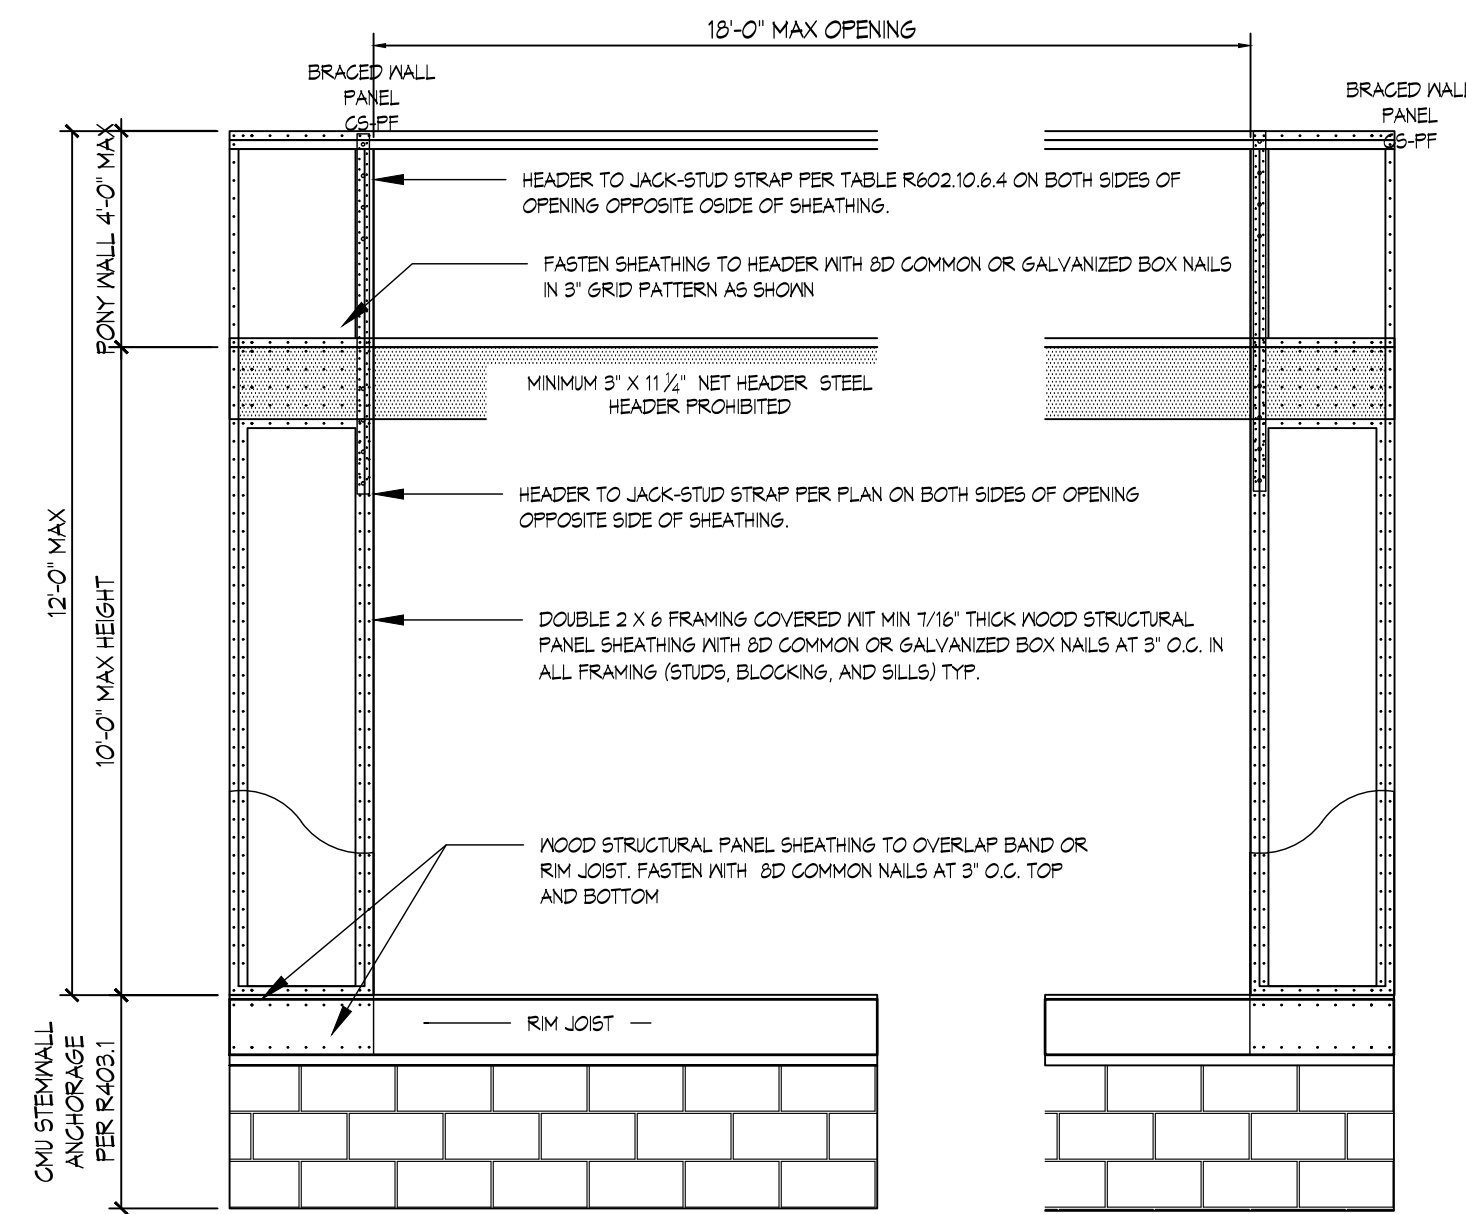 18'-0" MAX OPENING
BRACED WALL
PANEL
CS-PF
BRACED WALL
PANEL
CS-PF
PONY WALL 4'-0" MAX
HEADER TO JACK-STUD STRAP PER TABLE R602.10.6.4 ON BOTH SIDES OF
OPENING OPPOSITE OSIDE OF SHEATHING.
FASTEN SHEATHING TO HEADER WITH 8D COMMON OR GALVANIZED BOX NAILS
IN 3" GRID PATTERN AS SHOWN
MINIMUM 3" X 11 1/4" NET HEADER STEEL
HEADER PROHIBITED
HEADER TO JACK-STUD STRAP PER PLAN ON BOTH SIDES OF OPENING
OPPOSITE SIDE OF SHEATHING.
12'-0" MAX
10'-0" MAX HEIGHT
DOUBLE 2 X 6 FRAMING COVERED WIT MIN 7/16" THICK WOOD STRUCTURAL
PANEL SHEATHING WITH 8D COMMON OR GALVANIZED BOX NAILS AT 3" O.C. IN
ALL FRAMING (STUDS, BLOCKING, AND SILLS) TYP.
WOOD STRUCTURAL PANEL SHEATHING TO OVERLAP BAND OR
RIM JOIST. FASTEN WITH 8D COMMON NAILS AT 3" O.C. TOP
AND BOTTOM
RIM JOIST
CMU STEMWALL
ANCHORAGE
PER R403.1